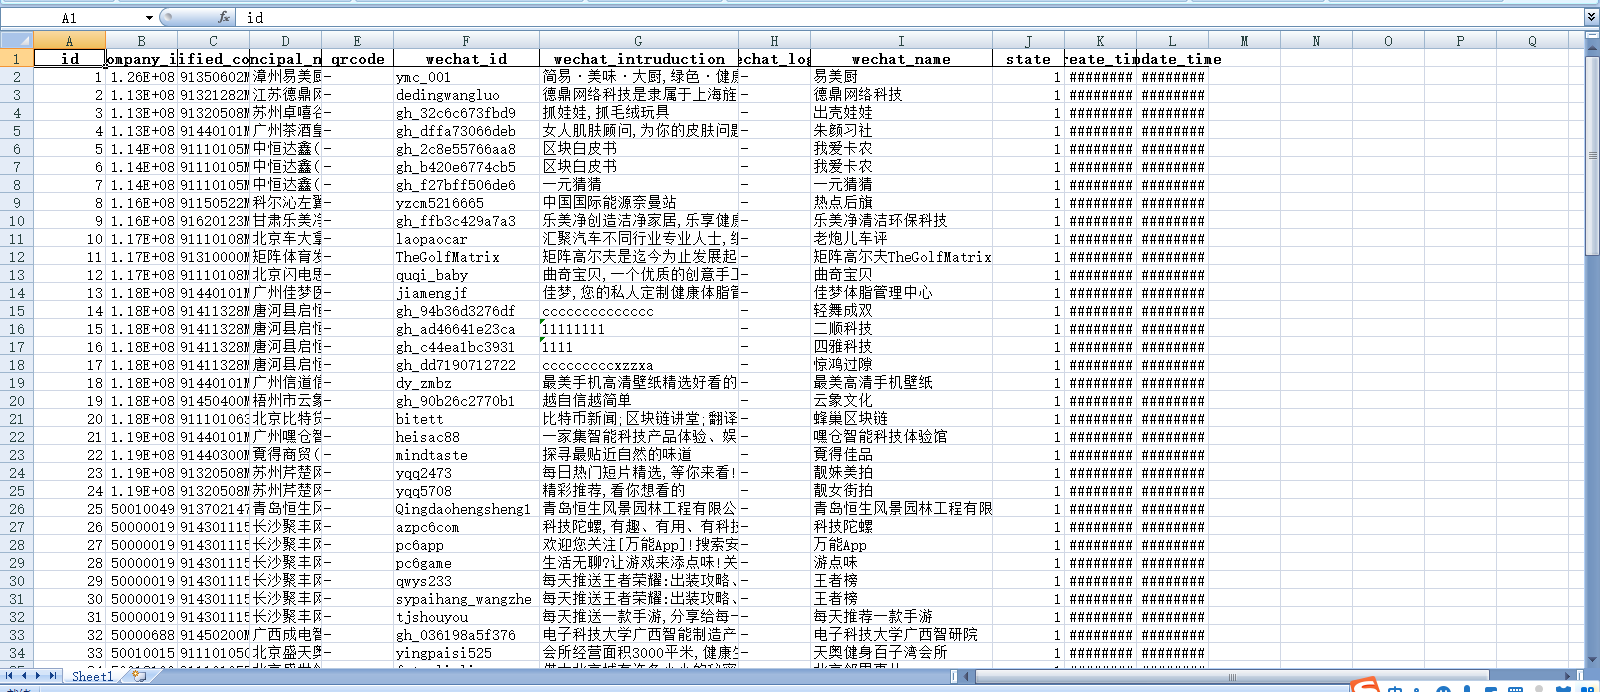 A1 fx id
A B C D E F G H I J K L M N O P Q
1 id ompany_i ified_co ncipal_n qrcode wechat_id wechat_intruduction echat_log wechat_name state reate_tim date_time
2 1 1.26E+08 91350602M 漳州易美厨 - ymc_001 简易·美味·大厨,绿色·健康 - 易美厨 1 ######## ########
3 2 1.13E+08 91321282M 江苏德鼎网 - dedingwangluo 德鼎网络科技是隶属于上海旌 - 德鼎网络科技 1 ######## ########
4 3 1.13E+08 91320508M 苏州卓嘻谷 - gh_32c6c673fbd9 抓娃娃,抓毛绒玩具 - 出壳娃娃 1 ######## ########
5 4 1.13E+08 91440101M 广州茶酒皇 - gh_dffa73066deb 女人肌肤顾问,为你的皮肤问题 - 朱颜习社 1 ######## ########
6 5 1.14E+08 91110105M 中恒达鑫( - gh_2c8e55766aa8 区块白皮书 - 我爱卡农 1 ######## ########
7 6 1.14E+08 91110105M 中恒达鑫( - gh_b420e6774cb5 区块白皮书 - 我爱卡农 1 ######## ########
8 7 1.14E+08 91110105M 中恒达鑫( - gh_f27bff506de6 一元猜猜 - 一元猜猜 1 ######## ########
9 8 1.16E+08 91150522M 科尔沁左翼 - yzcm5216665 中国国际能源奈曼站 - 热点后旗 1 ######## ########
10 9 1.16E+08 91620123M 甘肃乐美净 - gh_ffb3c429a7a3 乐美净创造洁净家居,乐享健康 - 乐美净清洁环保科技 1 ######## ########
11 10 1.17E+08 91110108M 北京车大拿 - laopaocar 汇聚汽车不同行业专业人士,维 - 老炮儿车评 1 ######## ########
12 11 1.17E+08 91310000M 矩阵体育发 - TheGolfMatrix 矩阵高尔夫是迄今为止发展起 - 矩阵高尔夫TheGolfMatrix 1 ######## ########
13 12 1.17E+08 91110108M 北京闪电思 - quqi_baby 曲奇宝贝,一个优质的创意手工 - 曲奇宝贝 1 ######## ########
14 13 1.18E+08 91440101M 广州佳梦医 - jiamengjf 佳梦,您的私人定制健康体脂管 - 佳梦体脂管理中心 1 ######## ########
15 14 1.18E+08 91411328M 唐河县启恒 - gh_94b36d3276df cccccccccccccc - 轻舞成双 1 ######## ########
16 15 1.18E+08 91411328M 唐河县启恒 - gh_ad46641e23ca 11111111 - 二顺科技 1 ######## ########
17 16 1.18E+08 91411328M 唐河县启恒 - gh_c44ea1bc3931 1111 - 四雅科技 1 ######## ########
18 17 1.18E+08 91411328M 唐河县启恒 - gh_dd7190712722 cccccccccxzzxa - 惊鸿过隙 1 ######## ########
19 18 1.18E+08 91440101M 广州信道信 - dy_zmbz 最美手机高清壁纸精选好看的 - 最美高清手机壁纸 1 ######## ########
20 19 1.18E+08 91450400M 梧州市云象 - gh_90b26c2770b1 越自信越简单 - 云象文化 1 ######## ########
21 20 1.18E+08 911101063 北京比特贷 - bitett 比特币新闻;区块链讲堂;翻译 - 蜂巢区块链 1 ######## ########
22 21 1.19E+08 91440101M 广州嘿仓智 - heisac88 一家集智能科技产品体验、娱 - 嘿仓智能科技体验馆 1 ######## ########
23 22 1.19E+08 91440300M 竟得商贸( - mindtaste 探寻最贴近自然的味道 - 竟得佳品 1 ######## ########
24 23 1.19E+08 91320508M 苏州芹楚网 - yqq2473 每日热门短片精选,等你来看! - 靓妹美拍 1 ######## ########
25 24 1.19E+08 91320508M 苏州芹楚网 - yqq5708 精彩推荐,看你想看的 - 靓女街拍 1 ######## ########
26 25 50010049 913702147 青岛恒生风 - Qingdaohengsheng1 青岛恒生风景园林工程有限公 - 青岛恒生风景园林工程有限 1 ######## ########
27 26 50000019 914301115 长沙聚丰网 - azpc6com 科技陀螺,有趣、有用、有科技 - 科技陀螺 1 ######## ########
28 27 50000019 914301115 长沙聚丰网 - pc6app 欢迎您关注[万能App]!搜索安 - 万能App 1 ######## ########
29 28 50000019 914301115 长沙聚丰网 - pc6game 生活无聊?让游戏来添点味!关 - 游点味 1 ######## ########
30 29 50000019 914301115 长沙聚丰网 - qwys233 每天推送王者荣耀:出装攻略、 - 王者榜 1 ######## ########
31 30 50000019 914301115 长沙聚丰网 - sypaihang_wangzhe 每天推送王者荣耀:出装攻略、 - 王者榜 1 ######## ########
32 31 50000019 914301115 长沙聚丰网 - tjshouyou 每天推送一款手游,分享给每一 - 每天推荐一款手游 1 ######## ########
33 32 50000688 91450200M 广西成电智 - gh_036198a5f376 电子科技大学广西智能制造产 - 电子科技大学广西智研院 1 ######## ########
34 33 50010015 911101050 北京盛天奥 - yingpaisi525 会所经营面积3000平米,健康生 - 天奥健身百子湾会所 1 ######## ########
Sheet1